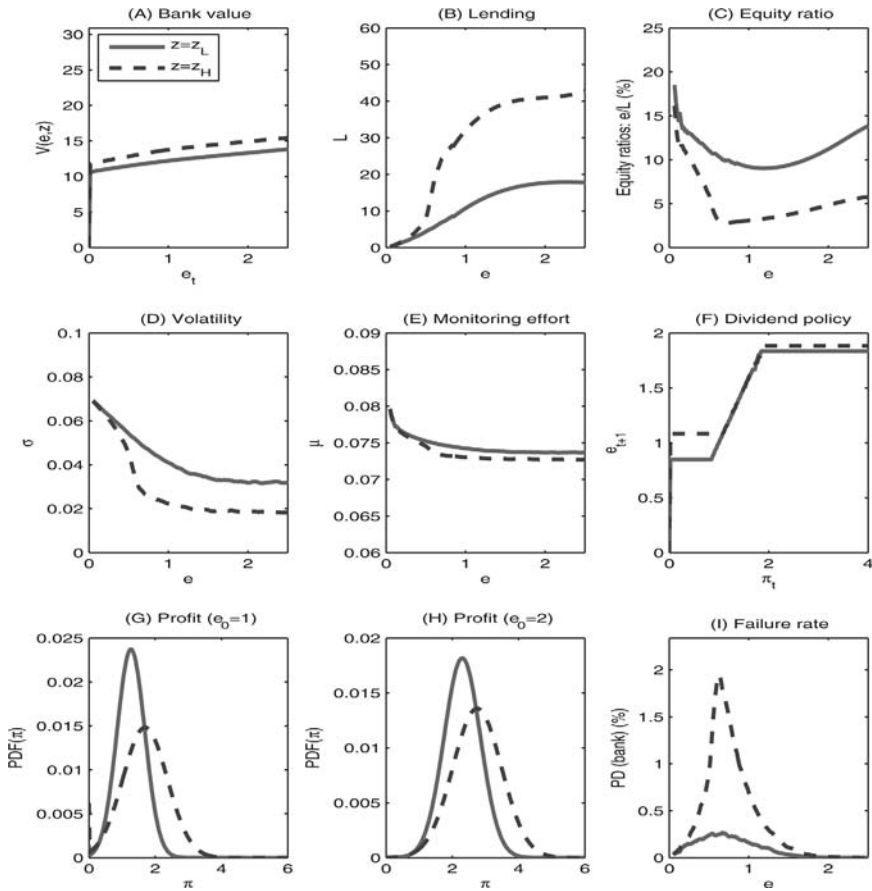 (A) Bank value
(B) Lending
(C) Equity ratio
30
25
20
15
10
5
0
V(e,z)
z=z_L
z=z_H
0 1 2
e_t
60
50
40
30
20
10
0
L
0 1 2
e
25
20
15
10
5
0
Equity ratios: e/L (%)
0 1 2
e
(D) Volatility
(E) Monitoring effort
(F) Dividend policy
0.1
0.08
0.06
0.04
0.02
0
σ
0 1 2
e
0.09
0.085
0.08
0.075
0.07
0.065
0.06
μ
0 1 2
e
2
1.5
1
0.5
0
e_{t+1}
0 2 4
π_t
(G) Profit (e_0=1)
(H) Profit (e_0=2)
(I) Failure rate
0.025
0.02
0.015
0.01
0.005
0
PDF(π)
0 2 4 6
π
0.02
0.015
0.01
0.005
0
PDF(π)
0 2 4 6
π
2
1.5
1
0.5
0
PD (bank) (%)
0 1 2 3
e